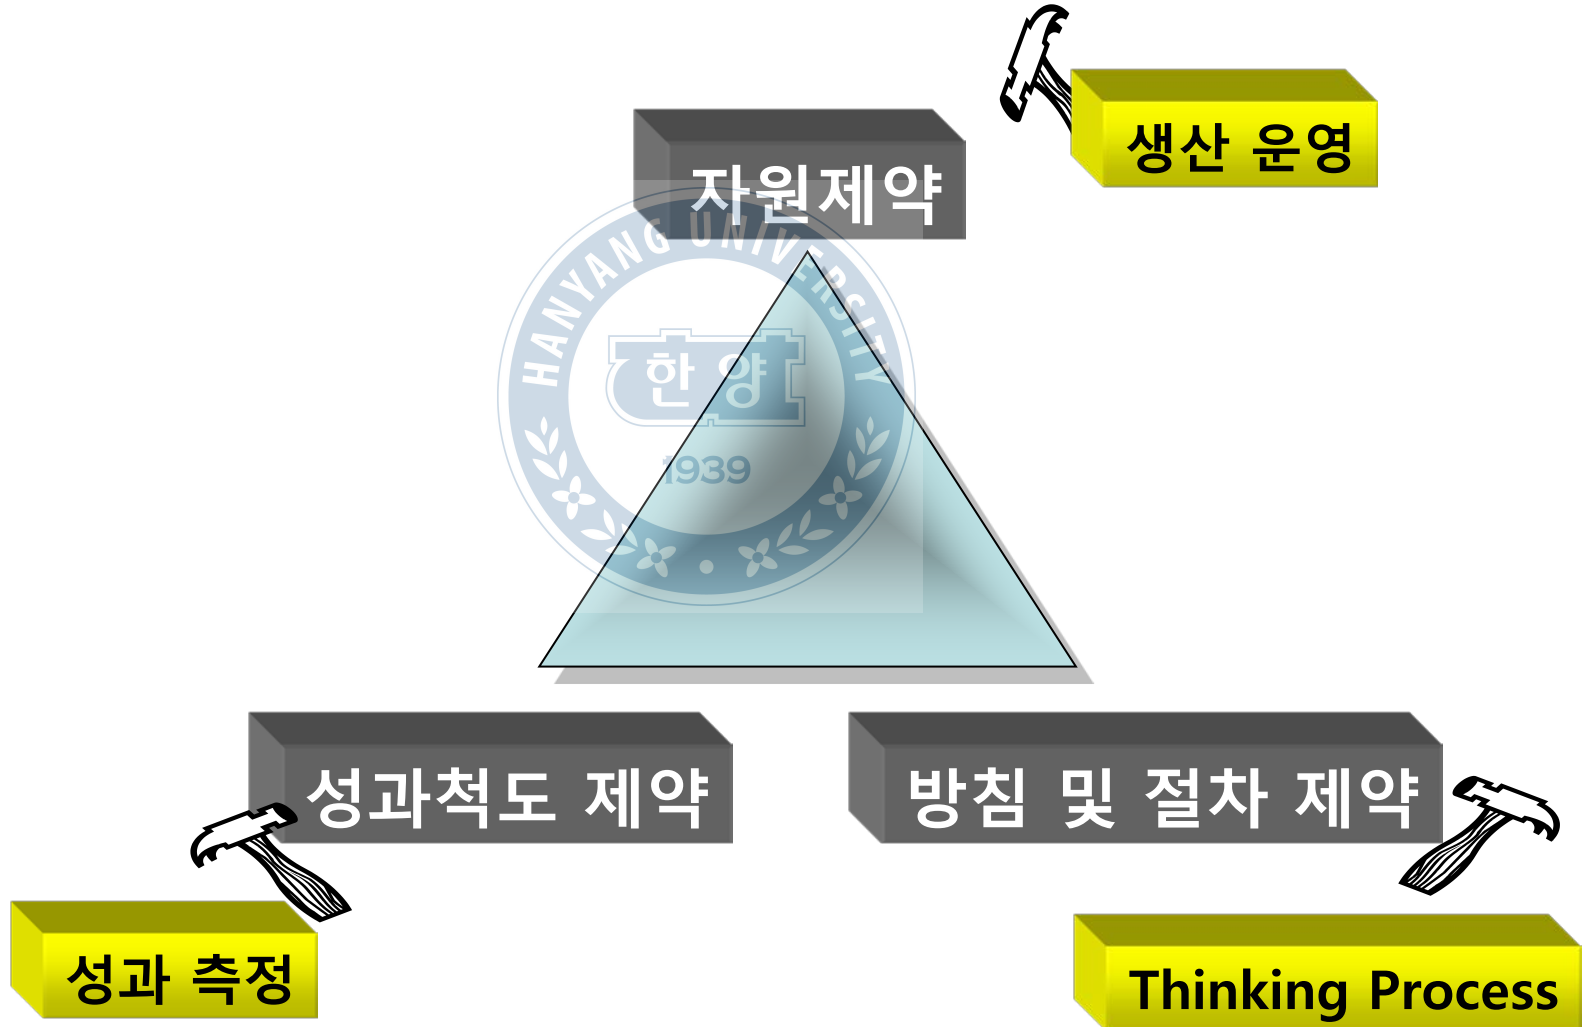 생산 운영
자원제약
HANYANG UNIVERSITY
한양
1939
성과척도 제약
방침 및 절차 제약
성과 측정
Thinking Process